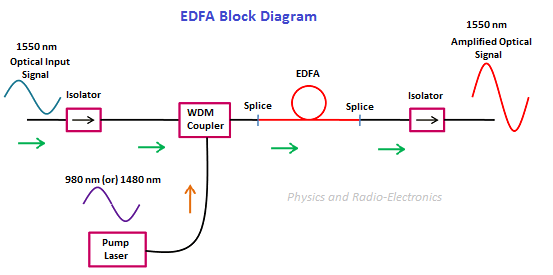 EDFA Block Diagram
1550 nm
Optical Input
Signal
Isolator
WDM
Coupler
Splice
EDFA
Splice
Isolator
1550 nm
Amplified Optical
Signal
980 nm (or) 1480 nm
Pump
Laser
Physics and Radio-Electronics